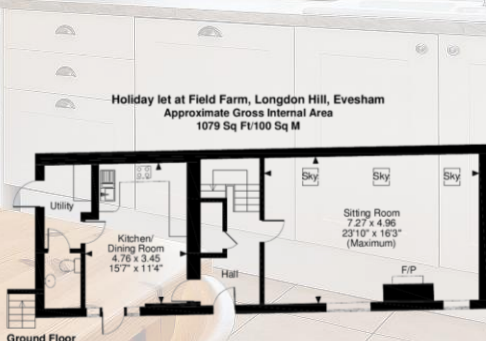 Holiday let at Field Farm, Longdon Hill, Evesham
Approximate Gross Internal Area
1079 Sq Ft/100 Sq M
Sky
Sky
Sky
Utility
Kitchen/
Dining Room
4.76 x 3.45
15'7" x 11'4"
Hall
Sitting Room
7.27 x 4.96
23'10" x 16'3"
(Maximum)
F/P
Ground Floor